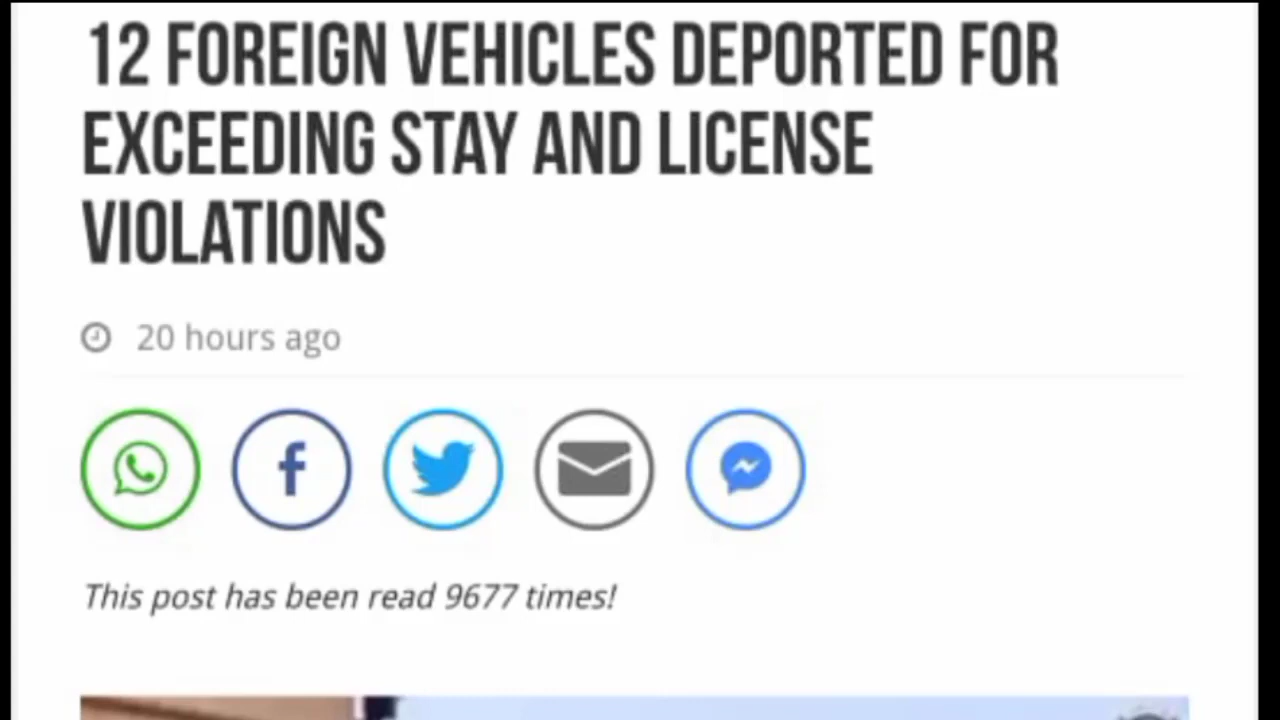 12 FOREIGN VEHICLES DEPORTED FOR
EXCEEDING STAY AND LICENSE
VIOLATIONS
20 hours ago
This post has been read 9677 times!